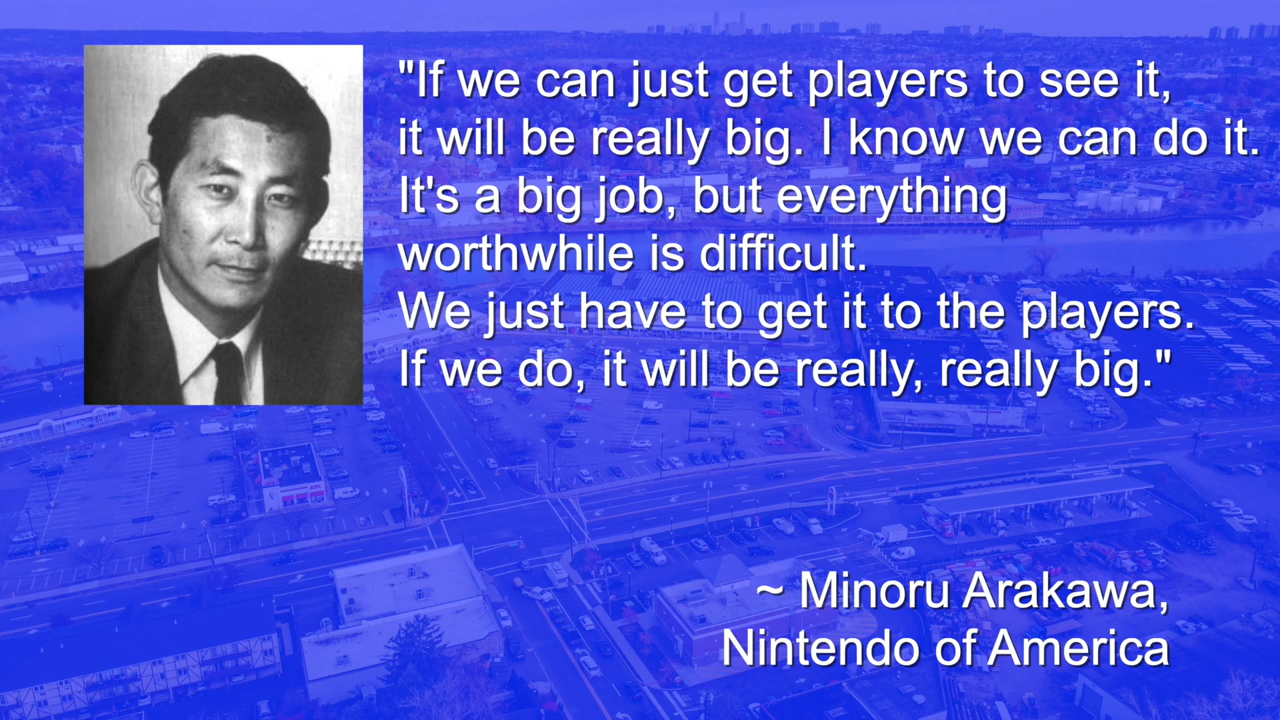 "If we can just get players to see it,
it will be really big. I know we can do it.
It's a big job, but everything
worthwhile is difficult.
We just have to get it to the players.
If we do, it will be really, really big."
~ Minoru Arakawa,
Nintendo of America